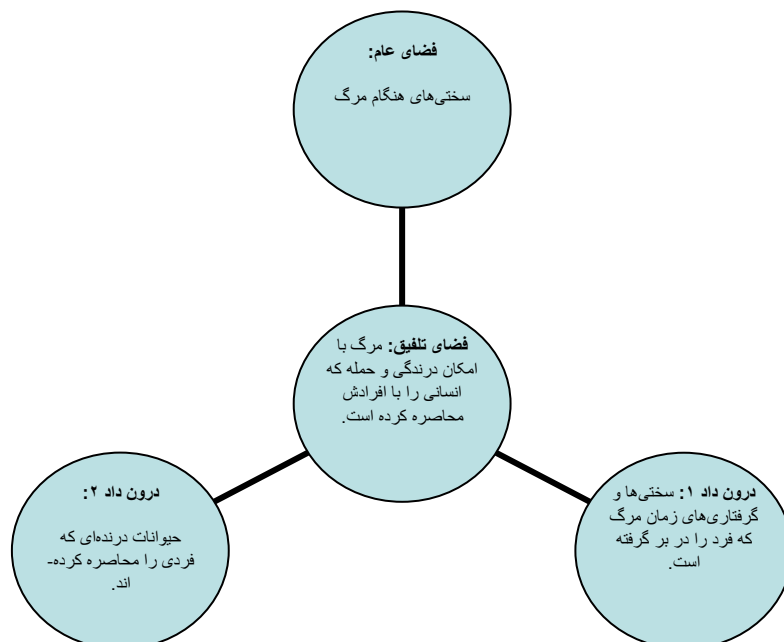 فضای عام:
سختی‌های هنگام مرگ
فضای تلفیق: مرگ با
امکان درندگی و حمله که
انسانی را با افرادش
محاصره کرده است.
درون داد ۱: سختی‌ها و
گرفتاری‌های زمان مرگ
که فرد را در بر گرفته
است.
درون داد ۲:
حیوانات درنده‌ای که
فردی را محاصره کرده-
اند.